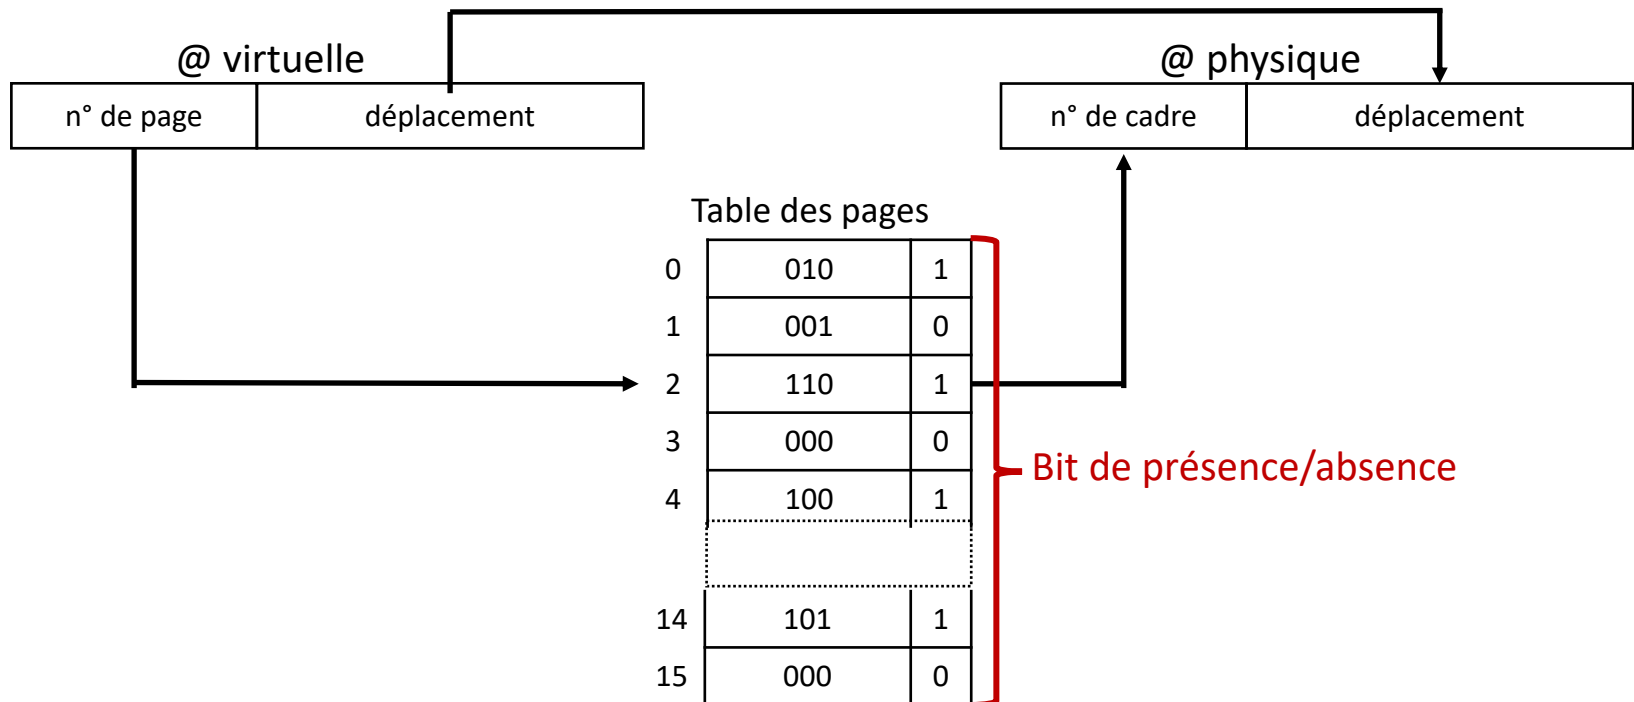 @ virtuelle
@ physique
n° de page déplacement
n° de cadre déplacement
Table des pages
0 010 1
1 001 0
2 110 1
3 000 0
Bit de présence/absence
4 100 1
14 101 1
15 000 0